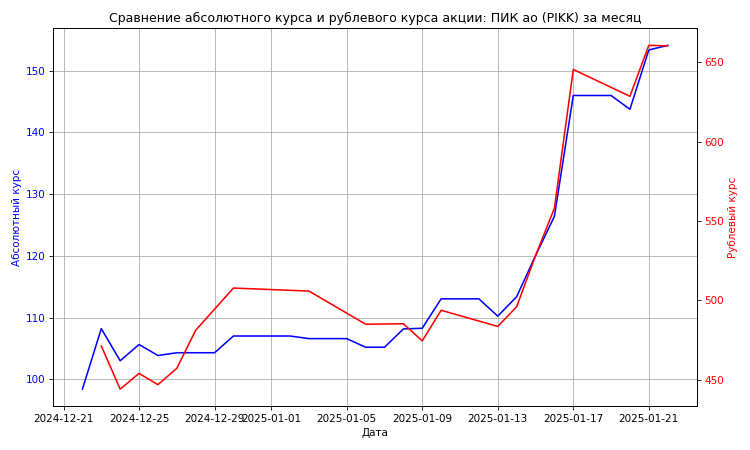 Сравнение абсолютного курса и рублевого курса акции: ПИК ао (PIKK) за месяц
Абсолютный курс
150
140
130
120
110
100
650
600
550
500
450
Рублевый курс
2024-12-21 2024-12-25 2024-12-29 2025-01-01 2025-01-05 2025-01-09 2025-01-13 2025-01-17 2025-01-21
Дата